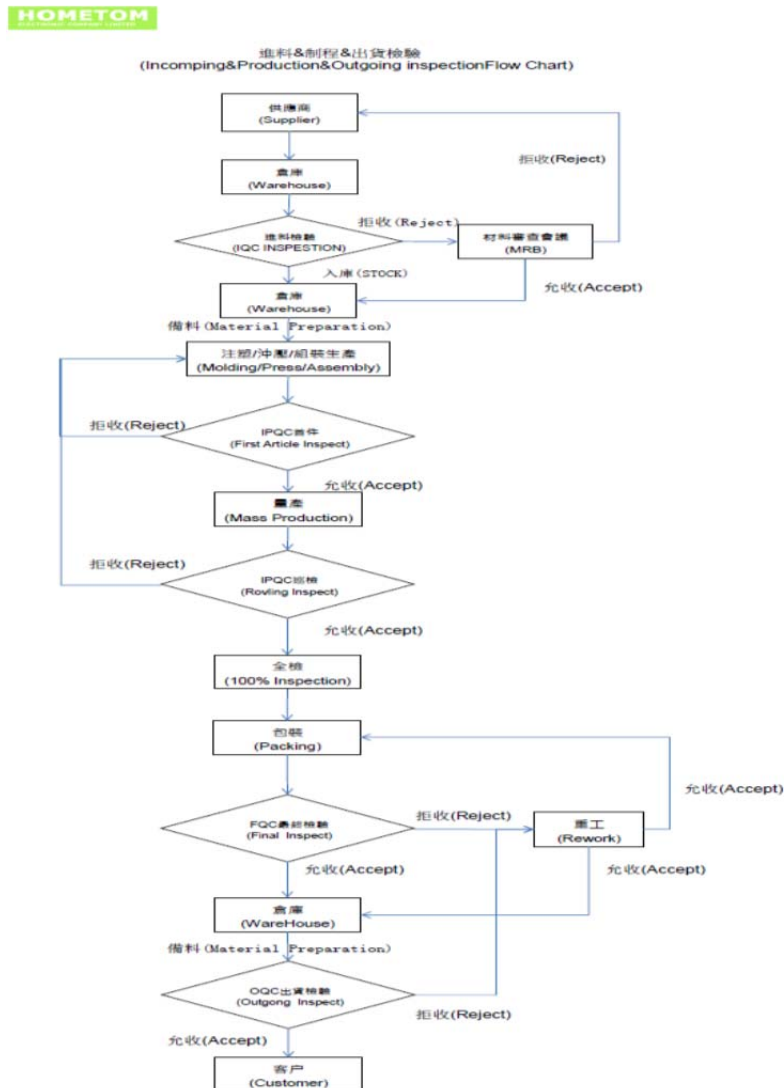 HOMETOM
進料&制程&出貨檢驗
(Incomping&Production&Outgoing inspectionFlow Chart)
供應商
(Supplier)
拒收(Reject)
倉庫
(Warehouse)
拒收(Reject)
進料檢驗
(IQC INSPESTION)
材料審查會議
(MRB)
入庫(STOCK)
允收(Accept)
倉庫
(Warehouse)
備料(Material Preparation)
注塑/沖壓/組裝生產
(Molding/Press/Assembly)
拒收(Reject)
IPQC首件
(First Article Inspect)
允收(Accept)
量產
(Mass Production)
拒收(Reject)
IPQC巡檢
(Rovling Inspect)
允收(Accept)
全檢
(100% Inspection)
包裝
(Packing)
允收(Accept)
拒收(Reject)
FQC最終檢驗
(Final Inspect)
重工
(Rework)
允收(Accept)
允收(Accept)
倉庫
(WareHouse)
備料(Material Preparation)
OQC出貨檢驗
(Outgong Inspect)
拒收(Reject)
允收(Accept)
客户
(Customer)